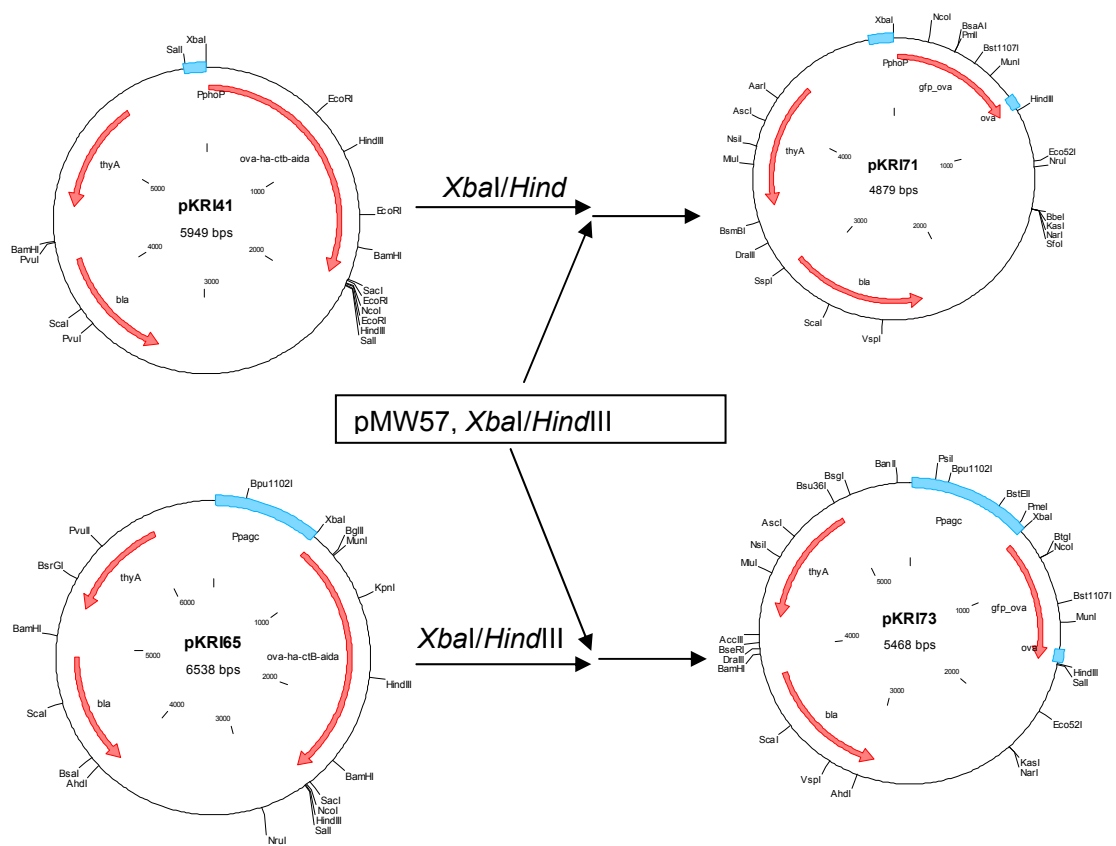 XbaI
SalI
PphoP
EcoRI
HindIII
thyA
ova-ha-ctb-aida
5000
1000
pKRI41
5949 bps
EcoRI
4000
2000
BamHI
PvuI
BamHI
3000
bla
SacI
EcoRI
NcoI
EcoRI
HindIII
SalI
ScaI
PvuI
XbaI/Hind
XbaI
NcoI
BsaAI
PmlI
Bst1107I
MunI
PphoP
gfp_ova
HindIII
ova
AarI
AscI
NsiI
MluI
thyA
4000
1000
Eco52I
NruI
pKRI71
4879 bps
BbeI
KasI
NarI
SfoI
BsmBI
DraIII
SspI
3000
2000
bla
ScaI
VspI
pMW57, XbaI/HindIII
Bpu1102I
XbaI
BglII
MunI
PvuII
Ppagc
KpnI
BsrGI
thyA
6000
1000
BamHI
pKRI65
6538 bps
ova-ha-ctB-aida
5000
2000
HindIII
4000
3000
bla
ScaI
BsaI
AhdI
BamHI
SacI
NcoI
HindIII
SalI
NruI
XbaI/HindIII
BanII
PsiI
Bpu1102I
BsgI
Bsu36I
BstEII
PmeI
XbaI
Ppagc
AscI
BtgI
NcoI
NsiI
MluI
thyA
5000
1000
Bst1107I
gfp_ova
MunI
pKRI73
5468 bps
AccIII
BseRI
DraIII
BamHI
4000
ova
HindIII
SalI
2000
3000
bla
Eco52I
ScaI
KasI
NarI
VspI
AhdI